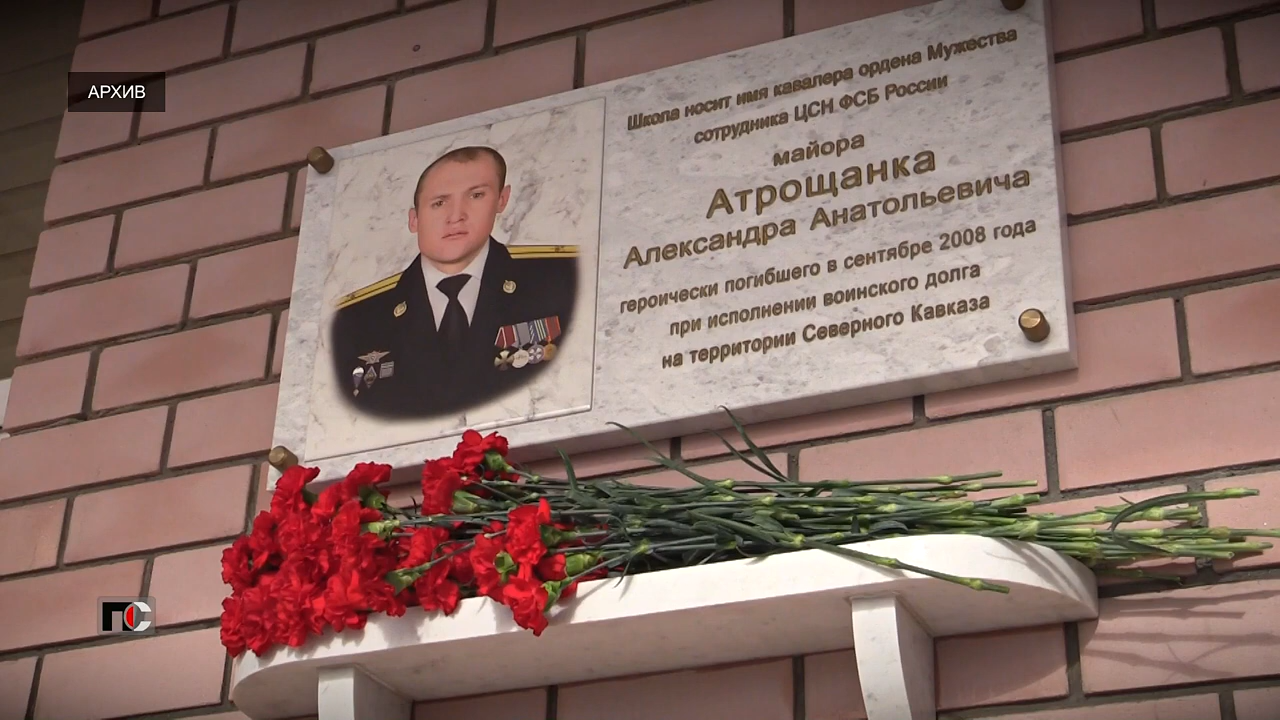 АРХИВ
Школа носит имя кавалера ордена Мужества
сотрудника ЦСН ФСБ России
майора
Атрощанка
Александра Анатольевича
героически погибшего в сентябре 2008 года
при исполнении воинского долга
на территории Северного Кавказа
ПС